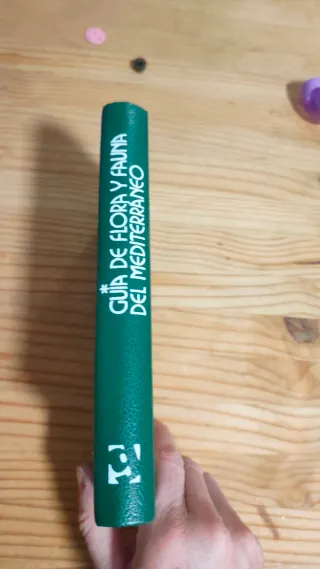 GUÍA DE FLORA Y FAUNA
DEL MEDITERRÁNEO